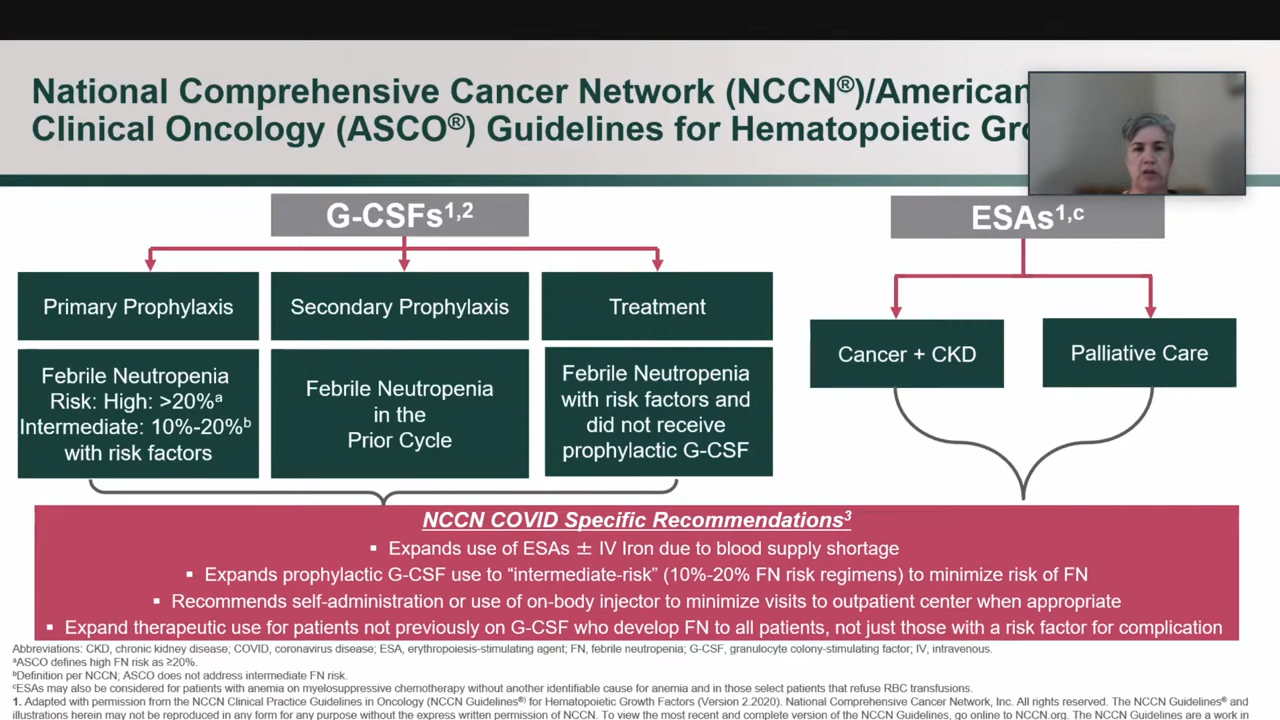 National Comprehensive Cancer Network (NCCN®)/American
Clinical Oncology (ASCO®) Guidelines for Hematopoietic
G-CSFs1,2
ESAs1,c
Primary Prophylaxis
Secondary Prophylaxis
Treatment
Cancer + CKD
Palliative Care
Febrile Neutropenia
Risk: High: >20%a
Intermediate: 10%-20%b
with risk factors
Febrile Neutropenia
in the
Prior Cycle
Febrile Neutropenia
with risk factors and
did not receive
prophylactic G-CSF
NCCN COVID Specific Recommendations3
▪ Expands use of ESAs ± IV Iron due to blood supply shortage
▪ Expands prophylactic G-CSF use to “intermediate-risk” (10%-20% FN risk regimens) to minimize risk of FN
▪ Recommends self-administration or use of on-body injector to minimize visits to outpatient center when appropriate
▪ Expand therapeutic use for patients not previously on G-CSF who develop FN to all patients, not just those with a risk factor for complication
Abbreviations: CKD, chronic kidney disease; COVID, coronavirus disease; ESA, erythropoiesis-stimulating agent; FN, febrile neutropenia; G-CSF, granulocyte colony-stimulating factor; IV, intravenous.
aASCO defines high FN risk as ≥20%.
bDefinition per NCCN; ASCO does not address intermediate FN risk.
cESAs may also be considered for patients with anemia on myelosuppressive chemotherapy without another identifiable cause for anemia and in those select patients that refuse RBC transfusions.
1. Adapted with permission from the NCCN Clinical Practice Guidelines in Oncology (NCCN Guidelines®) for Hematopoietic Growth Factors (Version 2.2020). National Comprehensive Cancer Network, Inc. All rights reserved. The NCCN Guidelines® and
illustrations herein may not be reproduced in any form for any purpose without the express written permission of NCCN. To view the most recent and complete version of the NCCN Guidelines, go online to NCCN.org. The NCCN Guidelines are a work in